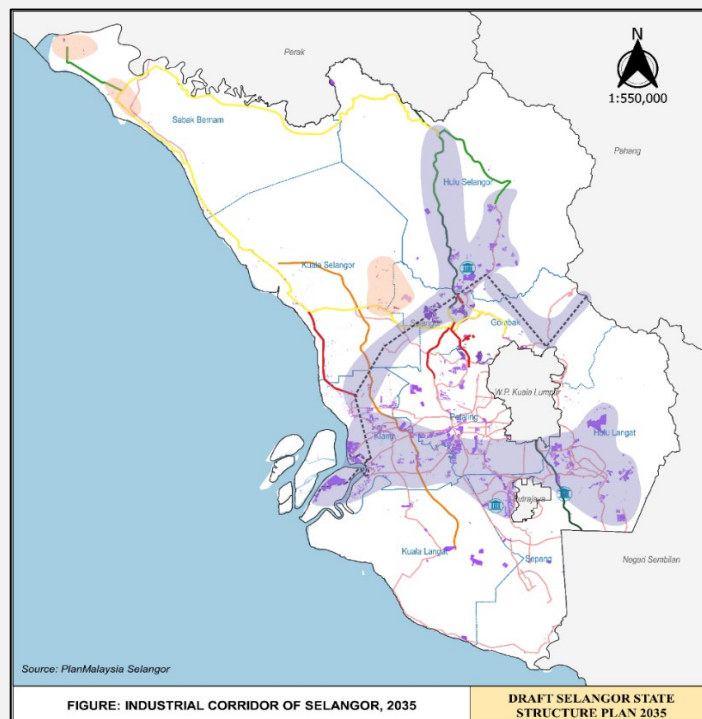 Perak
N
1:550,000
Sabak Bernam
Pahang
Hulu Selangor
Kuala Selangor
Selangor
Gombak
W.P. Kuala Lumpur
Petaling
Klang
Hulu Langat
Putrajaya
Kuala Langat
Sepang
Negeri Sembilan
Source: PlanMalaysia Selangor
FIGURE: INDUSTRIAL CORRIDOR OF SELANGOR, 2035
DRAFT SELANGOR STATE
STRUCTURE PLAN 2035